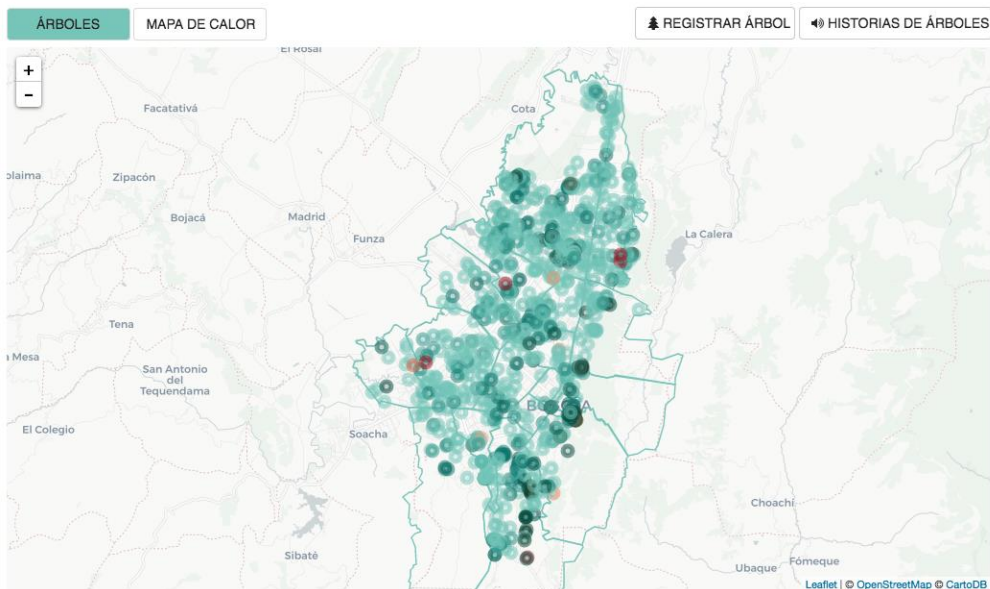 ÁRBOLES
MAPA DE CALOR
REGISTRAR ÁRBOL
HISTORIAS DE ÁRBOLES
+
-
El Rosal
Facatativá
Cota
olaima
Zipacón
Bojacá
Madrid
Funza
La Calera
Tena
a Mesa
San Antonio
del
Tequendama
El Colegio
Soacha
Choachí
Sibaté
Ubaque
Fómeque
Leaflet | © OpenStreetMap © CartoDB